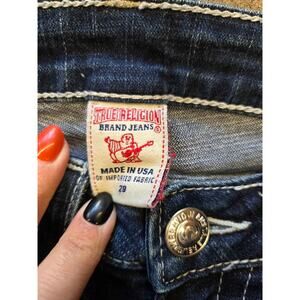 TRUE RELIGION
BRAND JEANS®
MADE IN USA
OF IMPORTED FABRIC
29